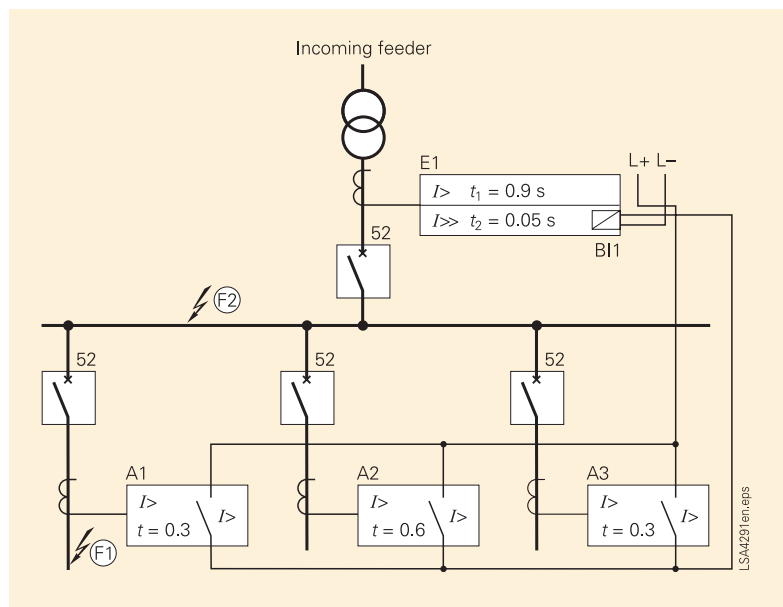 Incoming feeder
E1
L+ L–
I> t1 = 0.9 s
I>> t2 = 0.05 s
BI1
52
F2
52
52
52
A1
A2
A3
I>
I>
t = 0.3
I>
I>
t = 0.6
I>
I>
t = 0.3
F1
LSA4291en.eps